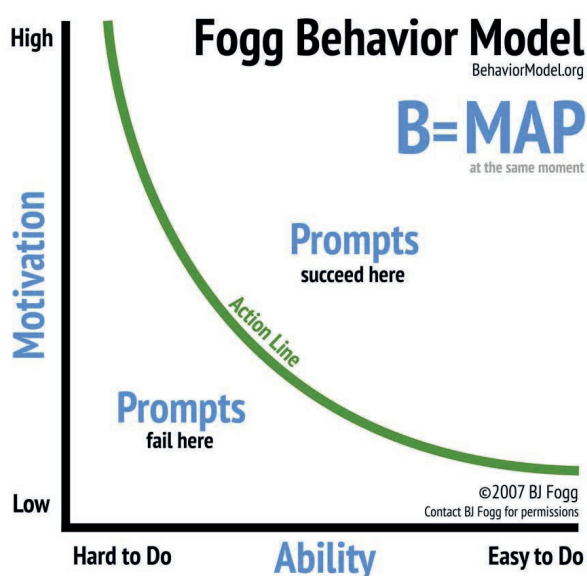 Fogg Behavior Model
BehaviorModel.org
B=MAP
at the same moment
High
Motivation
Low
Prompts
succeed here
Action Line
Prompts
fail here
©2007 BJ Fogg
Contact BJ Fogg for permissions
Hard to Do
Ability
Easy to Do